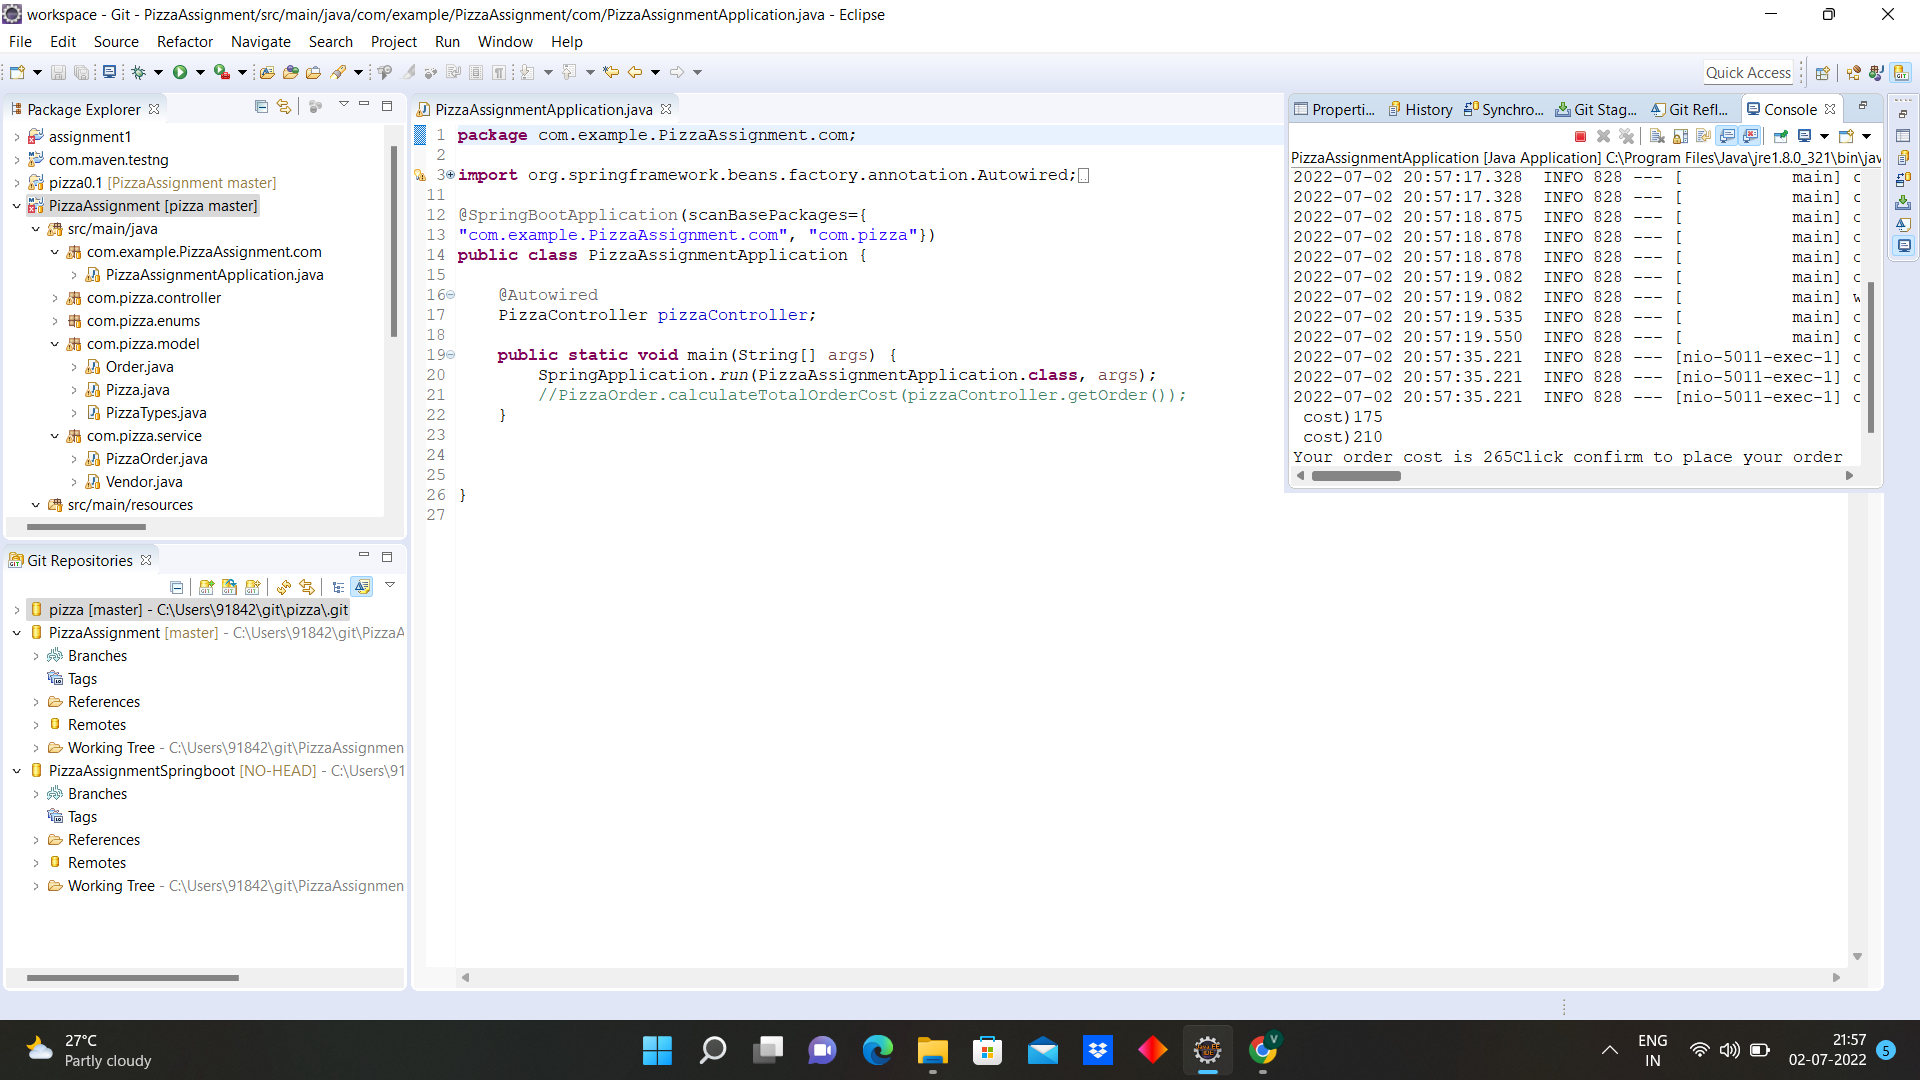 workspace - Git - PizzaAssignment/src/main/java/com/example/PizzaAssignment/com/PizzaAssignmentApplication.java - Eclipse
File Edit Source Refactor Navigate Search Project Run Window Help
Quick Access
Package Explorer
assignment1
com.maven.testng
pizza0.1 [PizzaAssignment master]
PizzaAssignment [pizza master]
src/main/java
com.example.PizzaAssignment.com
PizzaAssignmentApplication.java
com.pizza.controller
com.pizza.enums
com.pizza.model
Order.java
Pizza.java
PizzaTypes.java
com.pizza.service
PizzaOrder.java
Vendor.java
src/main/resources
Git Repositories
pizza [master] - C:\Users\91842\git\pizza\.git
PizzaAssignment [master] - C:\Users\91842\git\PizzaA
Branches
Tags
References
Remotes
Working Tree - C:\Users\91842\git\PizzaAssignmen
PizzaAssignmentSpringboot [NO-HEAD] - C:\Users\91
Branches
Tags
References
Remotes
Working Tree - C:\Users\91842\git\PizzaAssignmen
PizzaAssignmentApplication.java
1 package com.example.PizzaAssignment.com;
2
3 import org.springframework.beans.factory.annotation.Autowired;
11
12 @SpringBootApplication(scanBasePackages={
13 "com.example.PizzaAssignment.com", "com.pizza"})
14 public class PizzaAssignmentApplication {
15
16 @Autowired
17 PizzaController pizzaController;
18
19 public static void main(String[] args) {
20 SpringApplication.run(PizzaAssignmentApplication.class, args);
21 //PizzaOrder.calculateTotalOrderCost(pizzaController.getOrder());
22 }
23
24
25
26 }
27
Properti... History Synchro... Git Stag... Git Refl... Console
PizzaAssignmentApplication [Java Application] C:\Program Files\Java\jre1.8.0_321\bin\jav
2022-07-02 20:57:17.328 INFO 828 --- [ main] c
2022-07-02 20:57:17.328 INFO 828 --- [ main] c
2022-07-02 20:57:18.875 INFO 828 --- [ main] o
2022-07-02 20:57:18.878 INFO 828 --- [ main] o
2022-07-02 20:57:18.878 INFO 828 --- [ main] o
2022-07-02 20:57:19.082 INFO 828 --- [ main] o
2022-07-02 20:57:19.082 INFO 828 --- [ main] w
2022-07-02 20:57:19.535 INFO 828 --- [ main] o
2022-07-02 20:57:19.550 INFO 828 --- [ main] c
2022-07-02 20:57:35.221 INFO 828 --- [nio-5011-exec-1] o
2022-07-02 20:57:35.221 INFO 828 --- [nio-5011-exec-1] o
2022-07-02 20:57:35.221 INFO 828 --- [nio-5011-exec-1] o
cost)175
cost)210
Your order cost is 265Click confirm to place your order
27°C
Partly cloudy
ENG
IN
21:57
02-07-2022
5